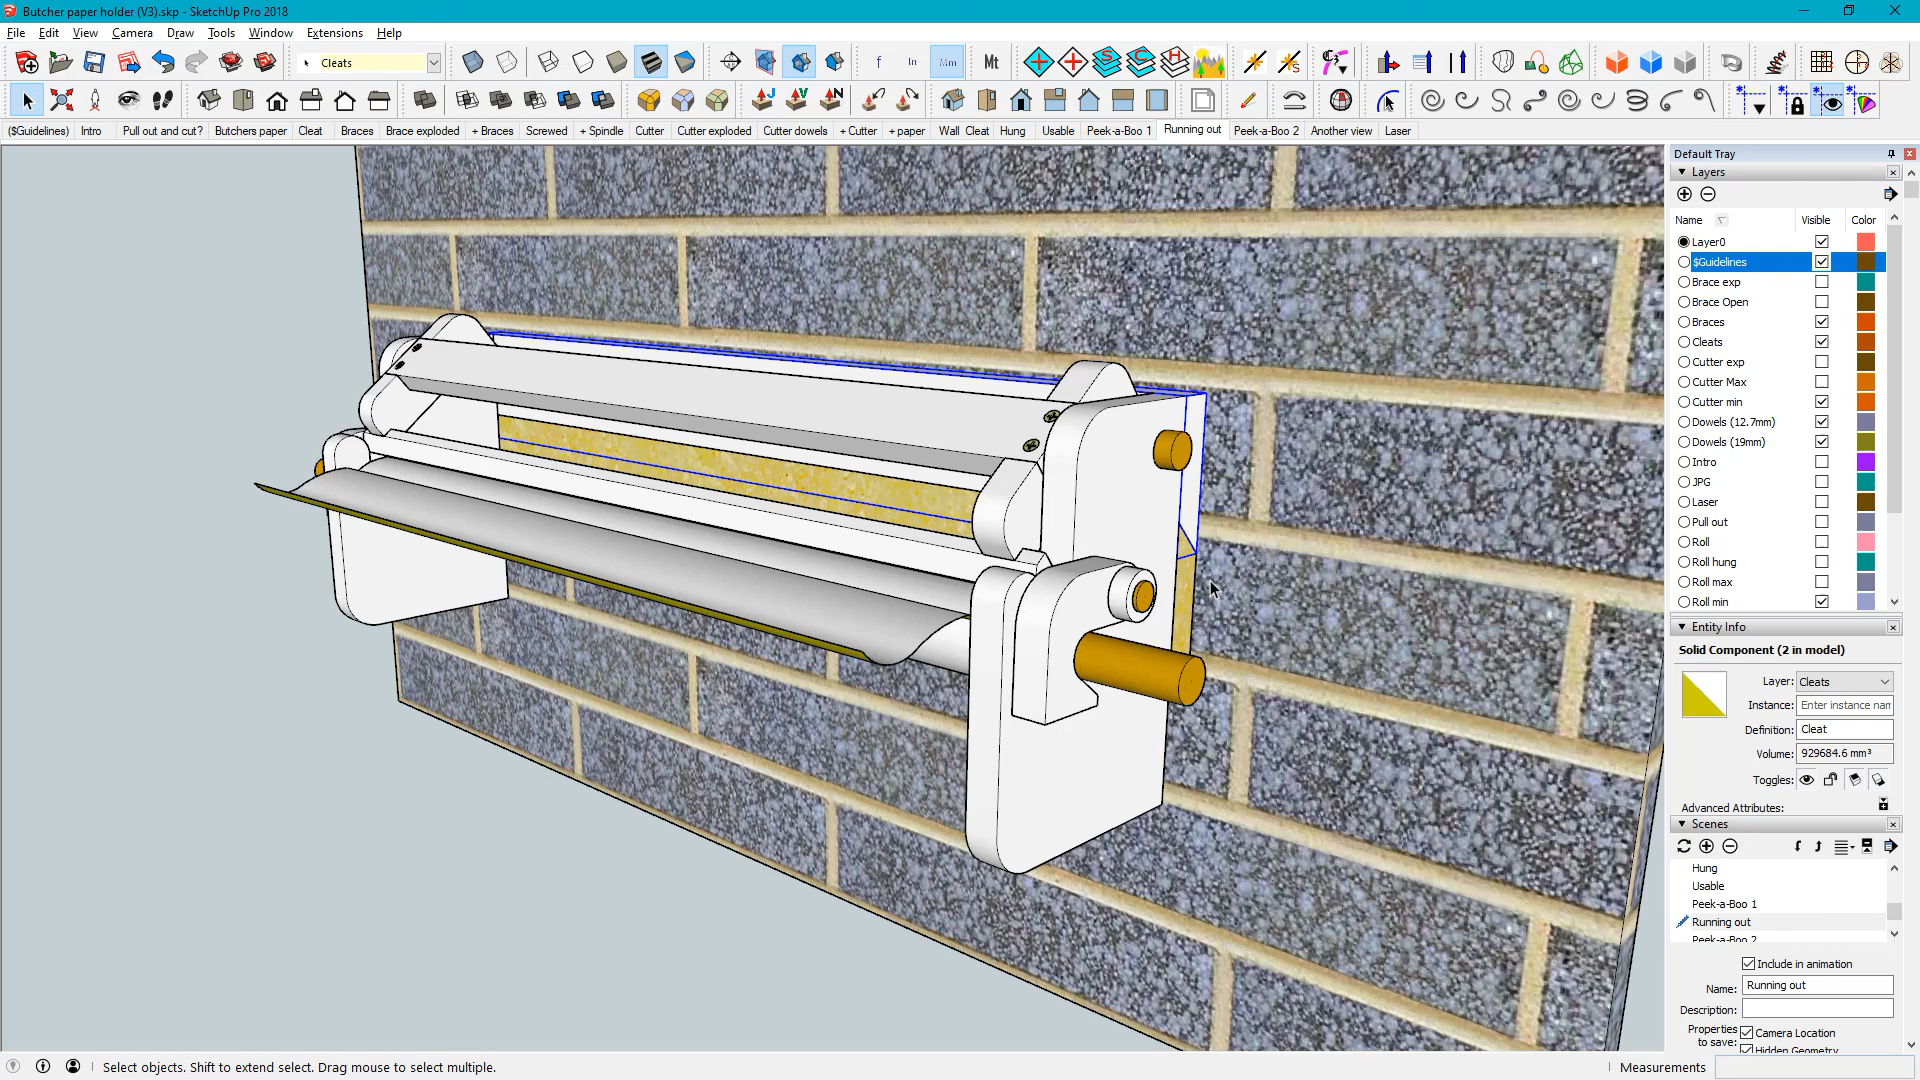 Butcher paper holder (V3).skp - SketchUp Pro 2018
File Edit View Camera Draw Tools Window Extensions Help
Cleats f In Mm Mt
($Guidelines) Intro Pull out and cut? Butchers paper Cleat Braces Brace exploded + Braces Screwed + Spindle Cutter Cutter exploded Cutter dowels + Cutter + paper Wall Cleat Hung Usable Peek-a-Boo 1 Running out Peek-a-Boo 2 Another view Laser
Default Tray
Layers
Name Visible Color
Layer0
$Guidelines
Brace exp
Brace Open
Braces
Cleats
Cutter exp
Cutter Max
Cutter min
Dowels (12.7mm)
Dowels (19mm)
Intro
JPG
Laser
Pull out
Roll
Roll hung
Roll max
Roll min
Entity Info
Solid Component (2 in model)
Layer: Cleats
Instance: Enter instance nam
Definition: Cleat
Volume: 929684.6 mm³
Toggles:
Advanced Attributes:
Scenes
Hung
Usable
Peek-a-Boo 1
Running out
Peek-a-Boo 2
Include in animation
Name: Running out
Description:
Properties to save: Camera Location
Hidden Geometry
Select objects. Shift to extend select. Drag mouse to select multiple.
Measurements